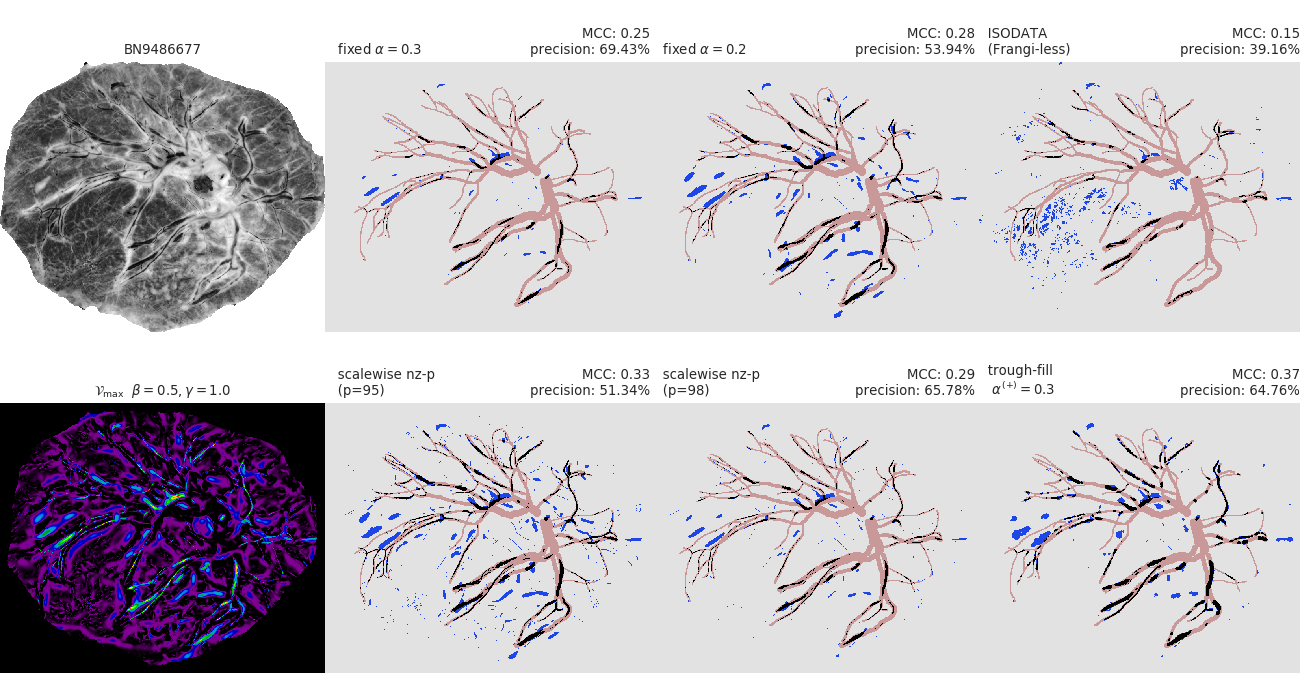 BN9486677
fixed α = 0.3
MCC: 0.25
precision: 69.43%
fixed α = 0.2
MCC: 0.28
precision: 53.94%
ISODATA
(Frangi-less)
MCC: 0.15
precision: 39.16%
𝒱max β = 0.5, γ = 1.0
scalewise nz-p
(p=95)
MCC: 0.33
precision: 51.34%
scalewise nz-p
(p=98)
MCC: 0.29
precision: 65.78%
trough-fill
α(+) = 0.3
MCC: 0.37
precision: 64.76%